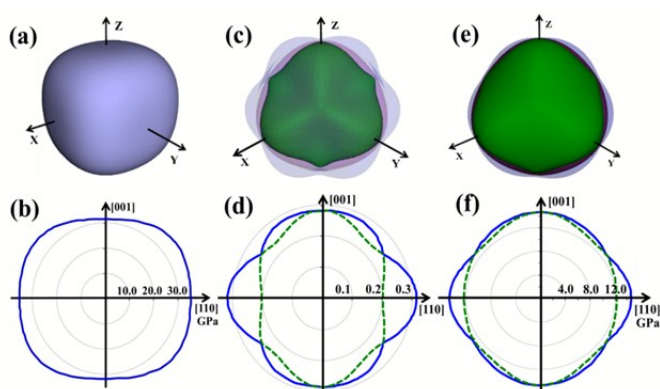 (a) (c) (e)
Z Z Z
X Y X Y X Y
(b) (d) (f)
[001] [001] [001]
10.0 20.0 30.0 0.1 0.2 0.3 4.0 8.0 12.0
[110] [110] [110]
GPa GPa